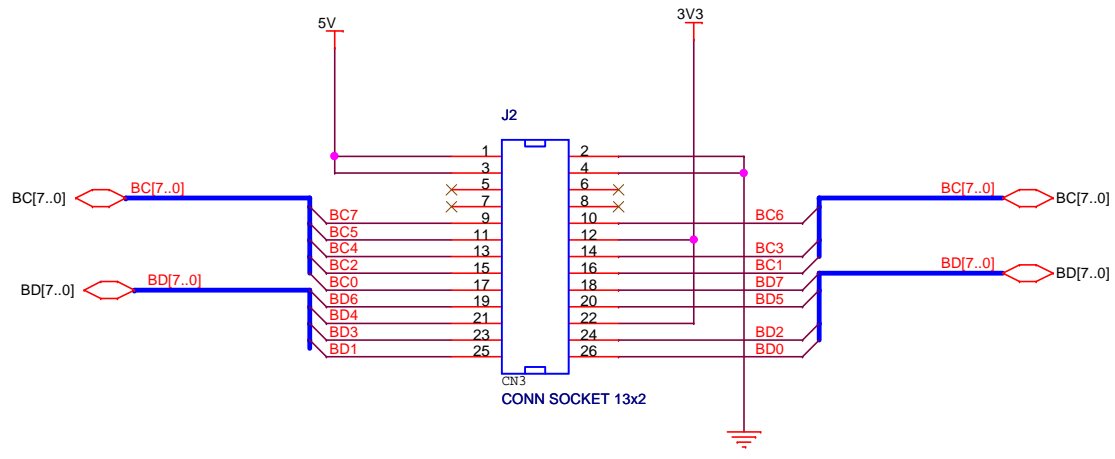 5V
3V3
J2
1 2
3 4
5 6
7 8
BC[7..0] BC[7..0] BC[7..0] BC[7..0]
BC7 9 10 BC6
BC5 11 12
BC4 13 14 BC3
BC2 15 16 BC1
BD[7..0] BD[7..0] BD[7..0] BD[7..0]
BC0 17 18 BD7
BD6 19 20 BD5
BD4 21 22
BD3 23 24 BD2
BD1 25 26 BD0
CN3
CONN SOCKET 13x2